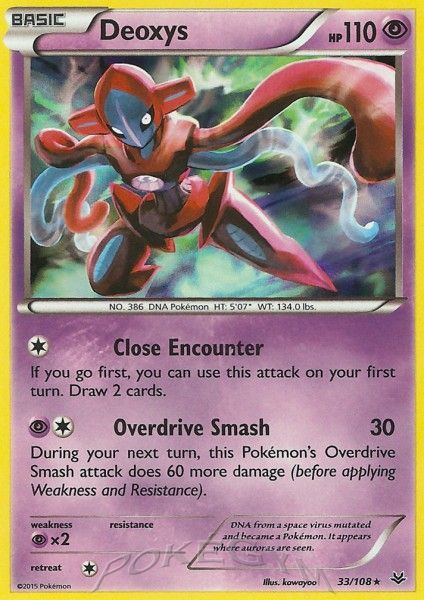 BASIC Deoxys HP110
NO. 386 DNA Pokémon HT: 5'07" WT: 134.0 lbs.
Close Encounter
If you go first, you can use this attack on your first
turn. Draw 2 cards.
Overdrive Smash 30
During your next turn, this Pokémon's Overdrive
Smash attack does 60 more damage (before applying
Weakness and Resistance).
weakness resistance
×2
retreat
DNA from a space virus mutated
and became a Pokémon. It appears
where auroras are seen.
POKEGYM
©2015 Pokémon Illus. kawayoo 33/108★